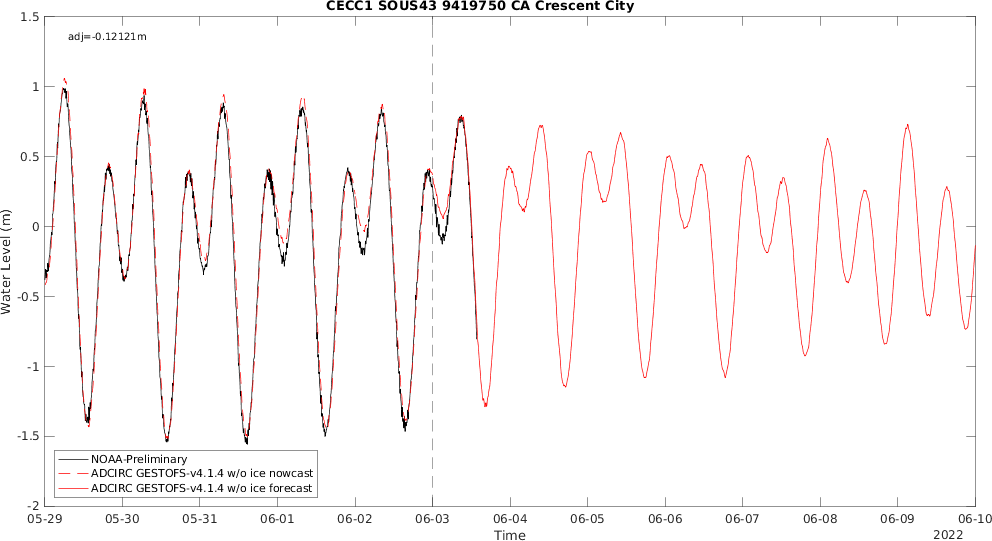 CECC1 SOUS43 9419750 CA Crescent City
adj=-0.12121m
Water Level (m)
1.5
1
0.5
0
-0.5
-1
-1.5
-2
NOAA-Preliminary
ADCIRC GESTOFS-v4.1.4 w/o ice nowcast
ADCIRC GESTOFS-v4.1.4 w/o ice forecast
05-29 05-30 05-31 06-01 06-02 06-03 06-04 06-05 06-06 06-07 06-08 06-09 06-10
Time
2022